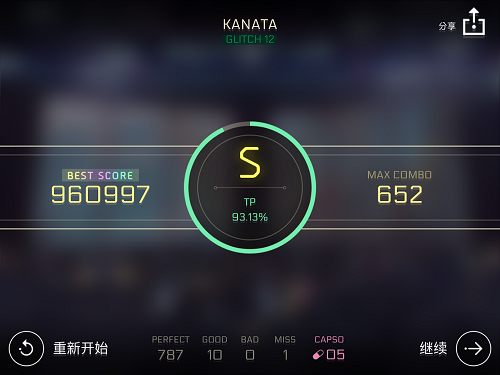 KANATA
GLITCH 12
分享
S
TP
93.13%
BEST SCORE
960997
MAX COMBO
652
重新开始
PERFECT GOOD BAD MISS CAPSO
787 10 0 1 05
继续